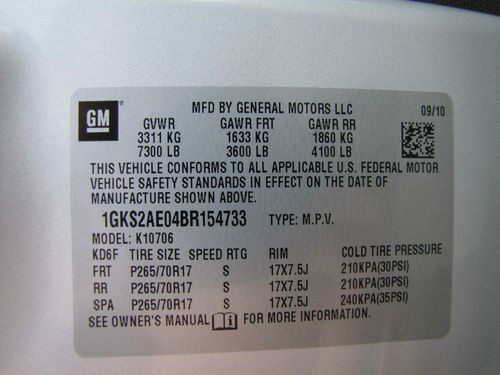 GM
MFD BY GENERAL MOTORS LLC 09/10
GVWR GAWR FRT GAWR RR
3311 KG 1633 KG 1860 KG
7300 LB 3600 LB 4100 LB
THIS VEHICLE CONFORMS TO ALL APPLICABLE U.S. FEDERAL MOTOR
VEHICLE SAFETY STANDARDS IN EFFECT ON THE DATE OF
MANUFACTURE SHOWN ABOVE.
1GKS2AE04BR154733 TYPE: M.P.V.
MODEL: K10706
KD6F TIRE SIZE SPEED RTG RIM COLD TIRE PRESSURE
FRT P265/70R17 S 17X7.5J 210KPA(30PSI)
RR P265/70R17 S 17X7.5J 210KPA(30PSI)
SPA P265/70R17 S 17X7.5J 240KPA(35PSI)
SEE OWNER'S MANUAL FOR MORE INFORMATION.